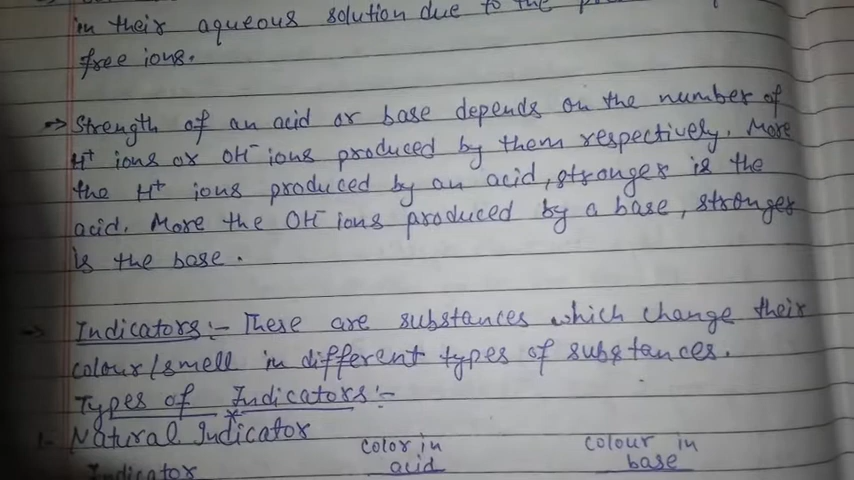 in their aqueous solution due to the
free ions.
→ Strength of an acid or base depends on the number of
H⁺ ions or OH⁻ ions produced by them respectively. More
the H⁺ ions produced by an acid, stronger is the
acid. More the OH⁻ ions produced by a base, stronger
is the base.
→ Indicators:- These are substances which change their
colour/smell in different types of substances.
Types of Indicators:-
1- Natural Indicator
Indicator color in acid colour in base